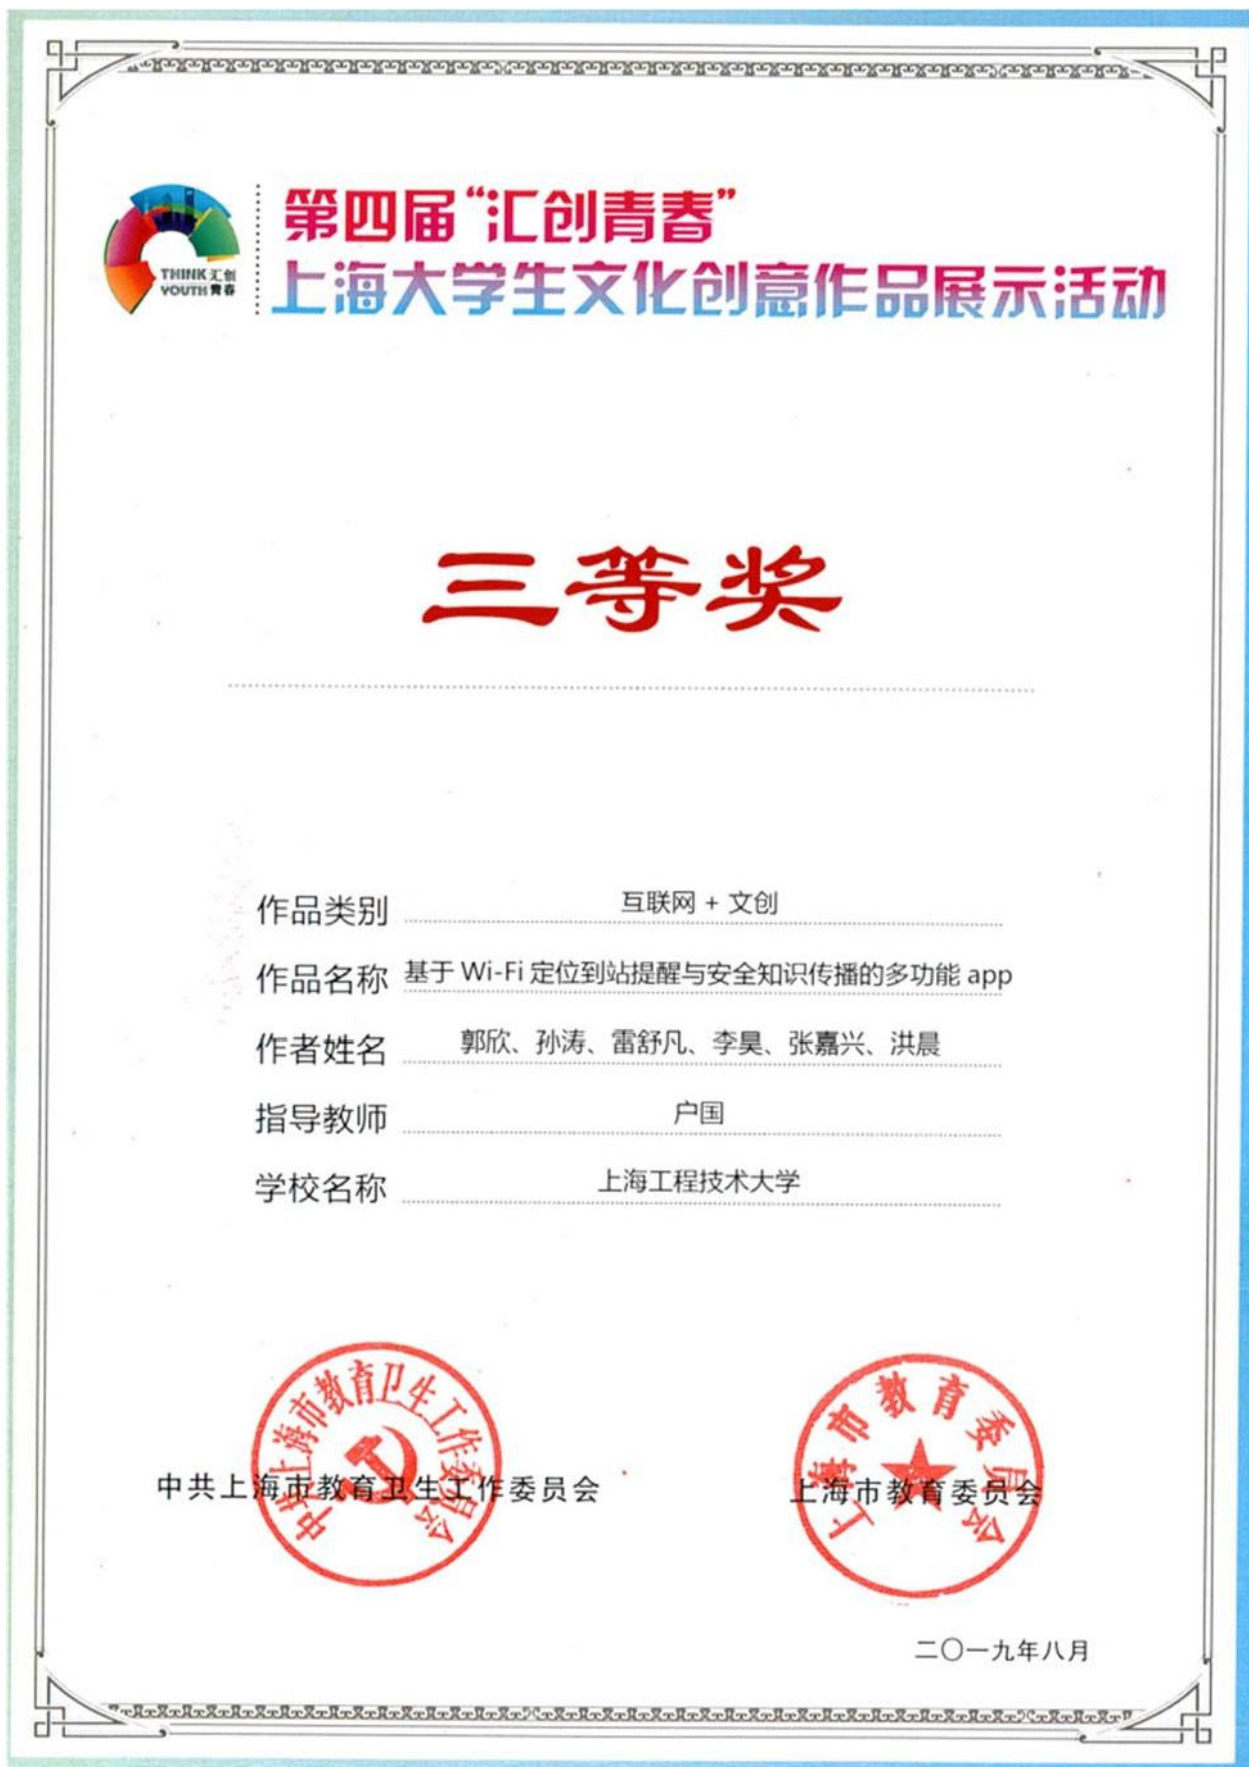 THINK 汇创
YOUTH 青春
第四届“汇创青春”
上海大学生文化创意作品展示活动
三等奖
作品类别 互联网 + 文创
作品名称 基于 Wi-Fi 定位到站提醒与安全知识传播的多功能 app
作者姓名 郭欣、孙涛、雷舒凡、李昊、张嘉兴、洪晨
指导教师 户国
学校名称 上海工程技术大学
中共上海市教育卫生工作委员会
中共上海市教育卫生工作委员会
上海市教育委员会
上海市教育委员会
二〇一九年八月